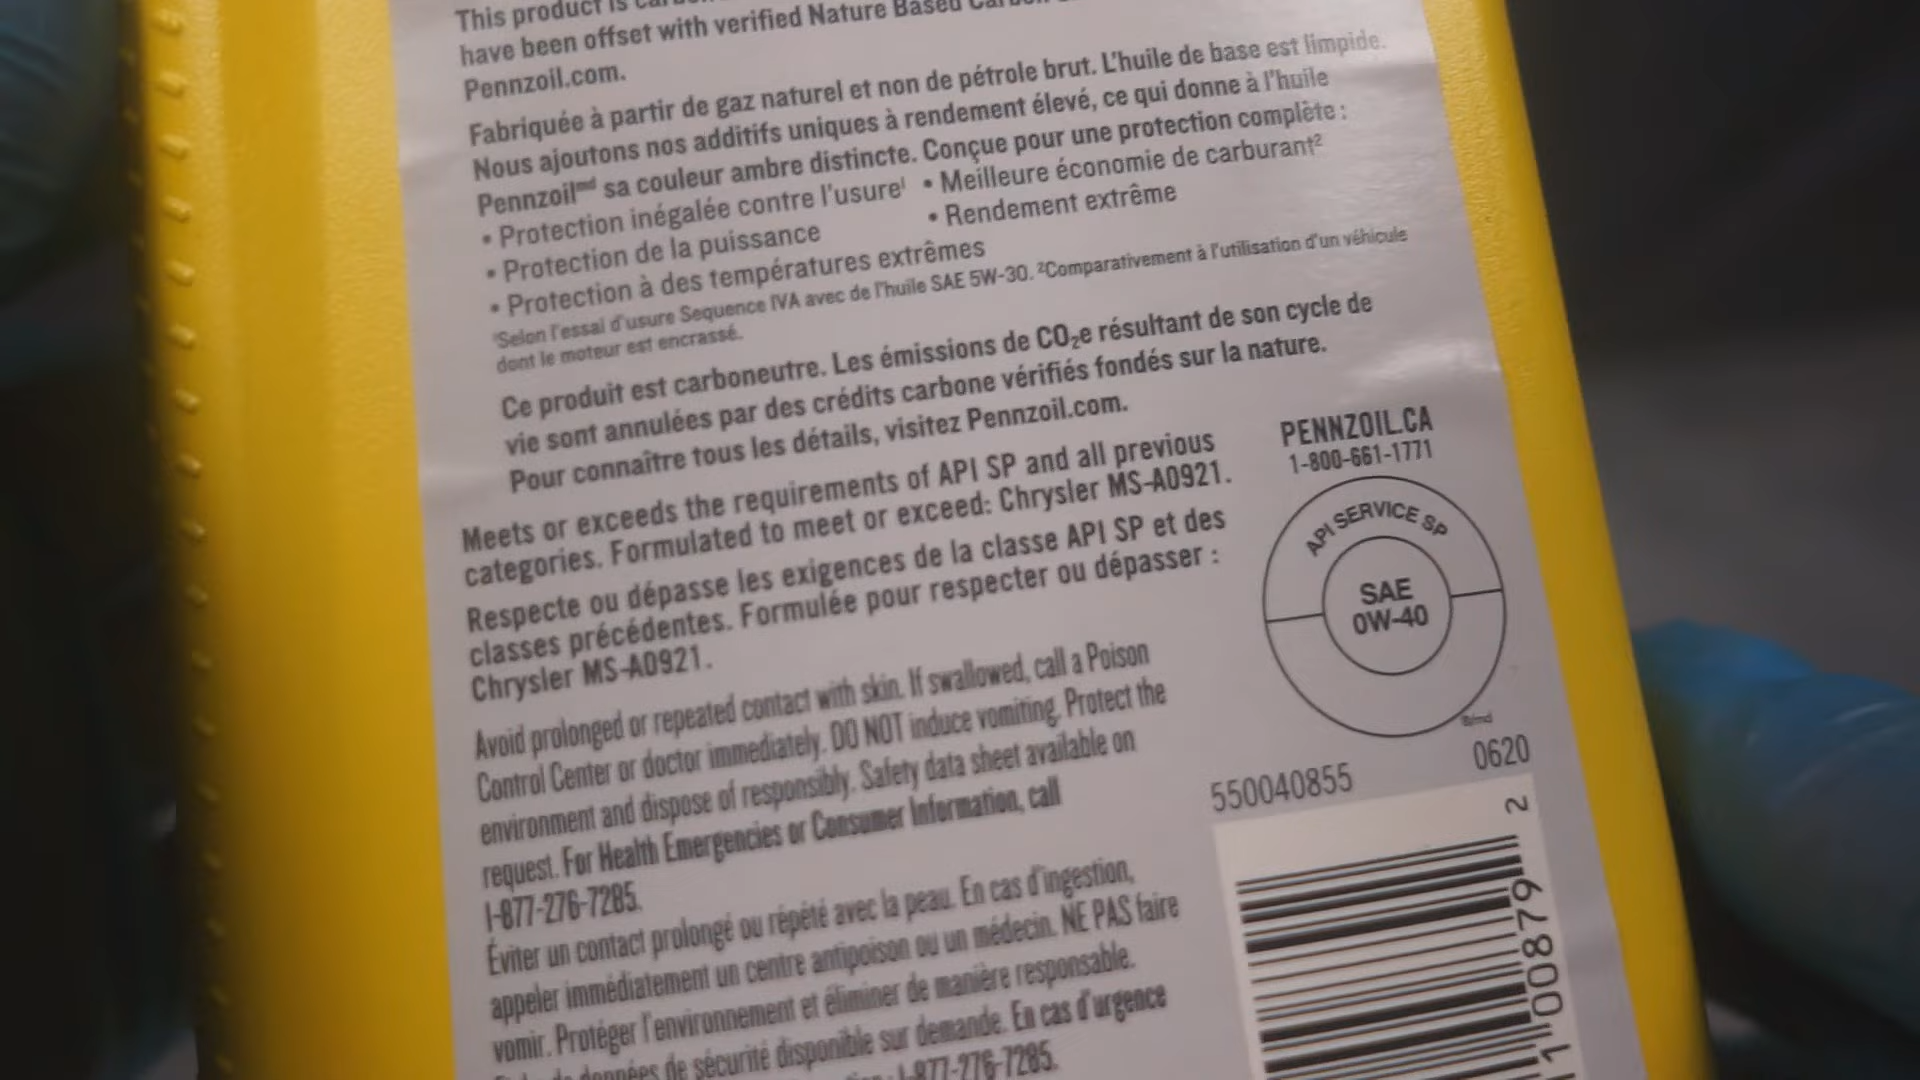 This product is
have been offset with verified Nature Based
Pennzoil.com.
Fabriquée à partir de gaz naturel et non de pétrole brut. L'huile de base est limpide.
Nous ajoutons nos additifs uniques à rendement élevé, ce qui donne à l'huile
Pennzoilᵐᵈ sa couleur ambre distincte. Conçue pour une protection complète :
• Protection inégalée contre l'usure¹ • Meilleure économie de carburant²
• Protection de la puissance • Rendement extrême
• Protection à des températures extrêmes
¹Selon l'essai d'usure Sequence IVA avec de l'huile SAE 5W-30. ²Comparativement à l'utilisation d'un véhicule
dont le moteur est encrassé.
Ce produit est carboneutre. Les émissions de CO₂e résultant de son cycle de
vie sont annulées par des crédits carbone vérifiés fondés sur la nature.
Pour connaître tous les détails, visitez Pennzoil.com.
Meets or exceeds the requirements of API SP and all previous
categories. Formulated to meet or exceed: Chrysler MS-A0921.
Respecte ou dépasse les exigences de la classe API SP et des
classes précédentes. Formulée pour respecter ou dépasser :
Chrysler MS-A0921.
PENNZOIL.CA
1-800-661-1771
API SERVICE SP
SAE
0W-40
Avoid prolonged or repeated contact with skin. If swallowed, call a Poison
Control Center or doctor immediately. DO NOT induce vomiting. Protect the
environment and dispose of responsibly. Safety data sheet available on
request. For Health Emergencies or Consumer Information, call
1-877-276-7285.
Éviter un contact prolongé ou répété avec la peau. En cas d'ingestion,
appeler immédiatement un centre antipoison ou un médecin. NE PAS faire
vomir. Protéger l'environnement et éliminer de manière responsable.
données de sécurité disponible sur demande. En cas d'urgence
1-877-276-7285.
550040855
0620
2
00879